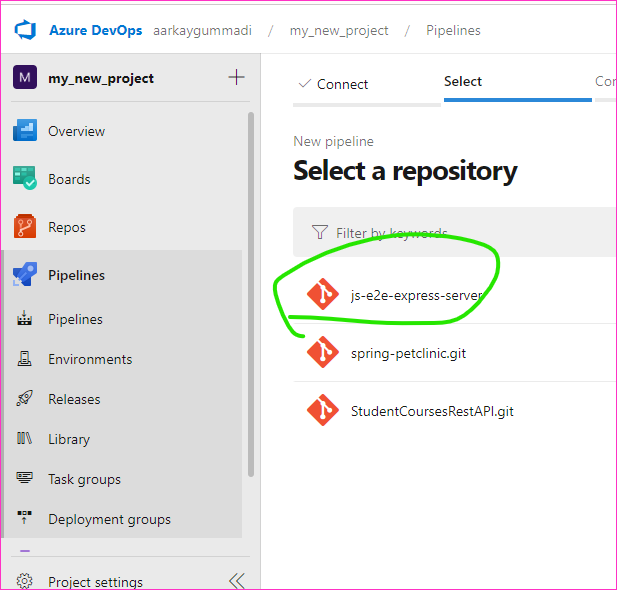 Azure DevOps aarkaygummadi / my_new_project / Pipelines
M my_new_project +
Overview
Boards
Repos
Pipelines
Pipelines
Environments
Releases
Library
Task groups
Deployment groups
Project settings
Connect
Select
Con
New pipeline
Select a repository
Filter by keywords
js-e2e-express-server
spring-petclinic.git
StudentCoursesRestAPI.git